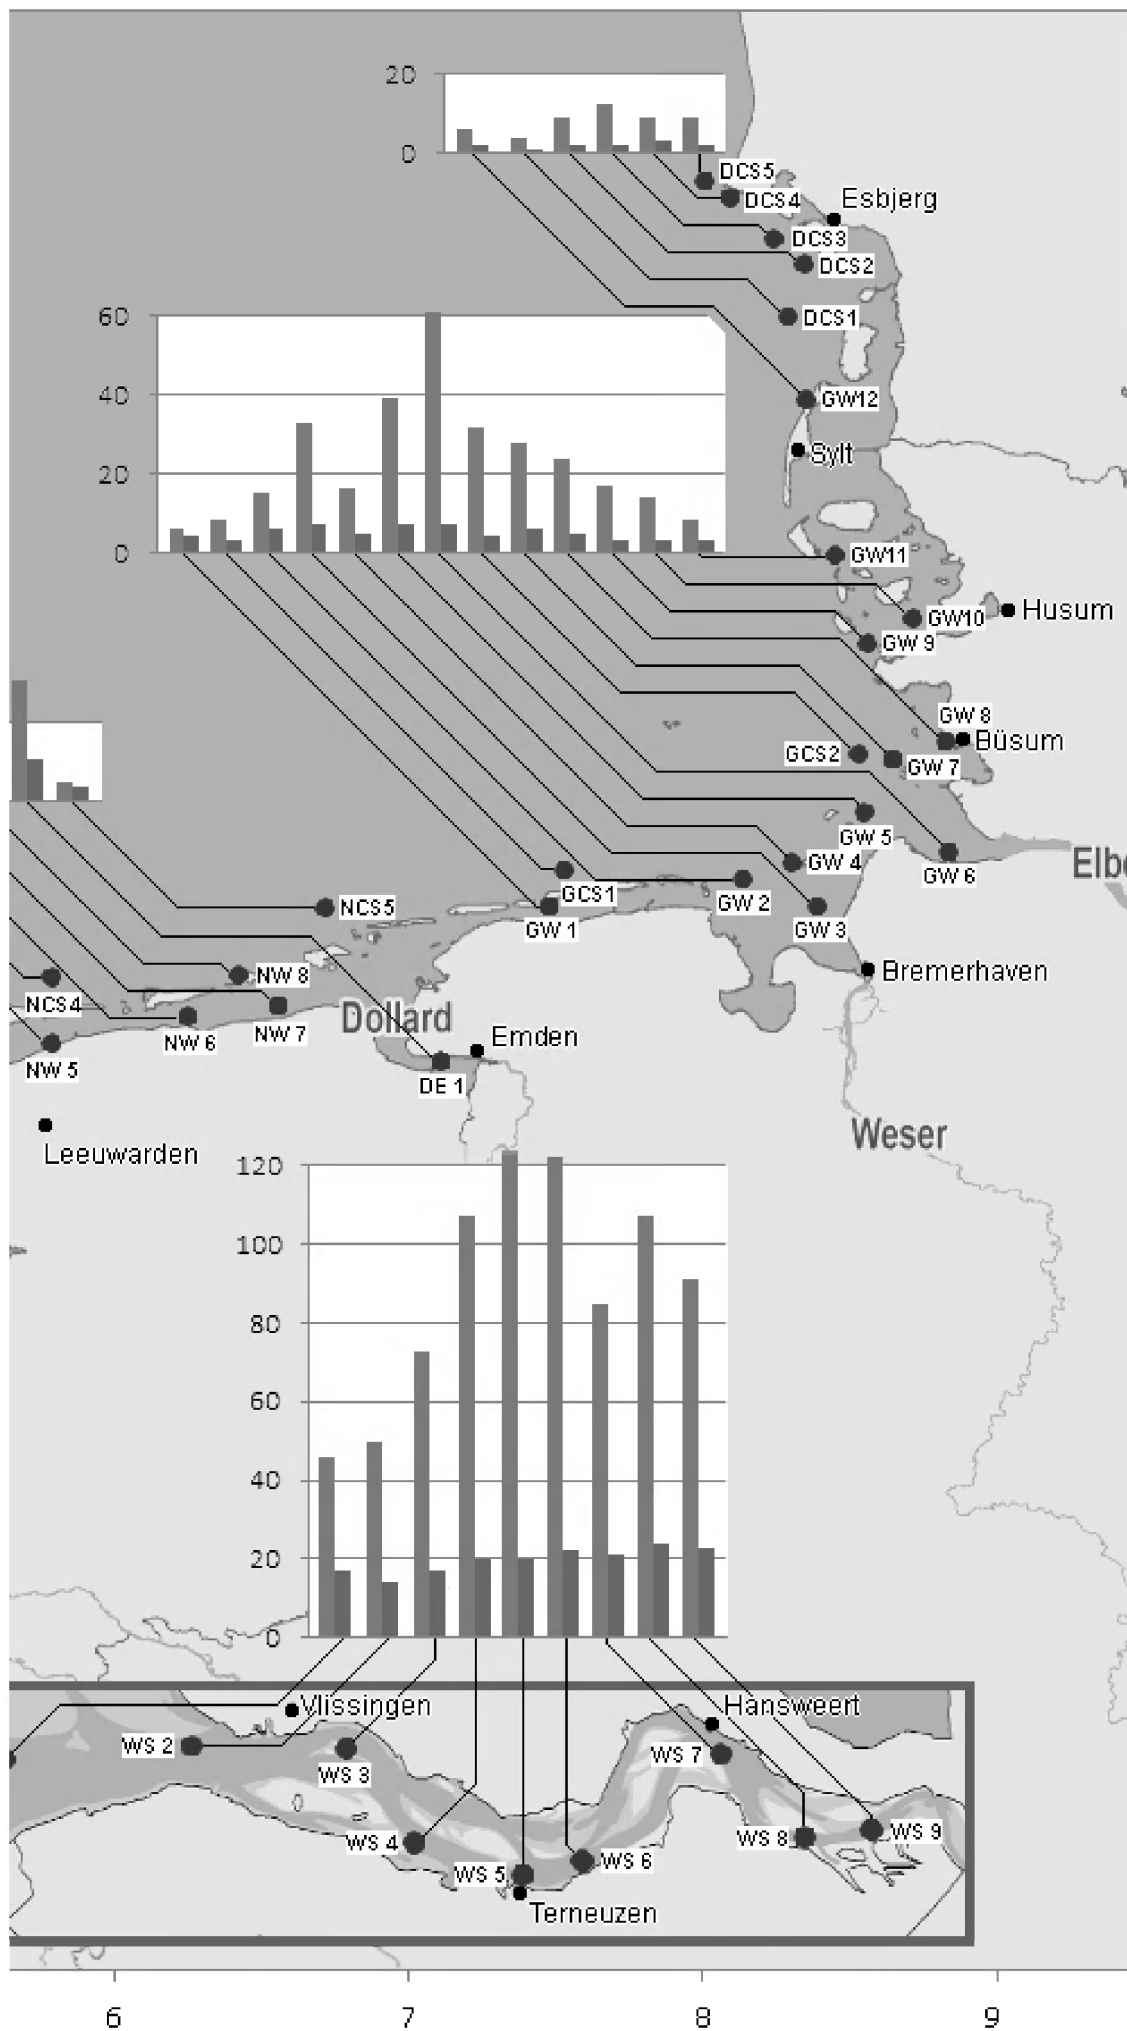 20
0
DCS5
DCS4
Esbjerg
DCS3
DCS2
DCS1
60
40
20
0
GW12
Sylt
GW11
GW10
Husum
GW 9
GW 8
Büsum
GCS2
GW 7
GW 5
GW 6
Elbe
GW 4
GCS1
GW 2
GW 3
GW 1
NCS5
NW 8
NCS4
NW 7
NW 6
NW 5
Dollard
Emden
DE 1
Bremerhaven
Leeuwarden
Weser
120
100
80
60
40
20
0
Vlissingen
Hansweert
WS 2
WS 3
WS 7
WS 4
WS 8
WS 9
WS 5
WS 6
Terneuzen
6 7 8 9